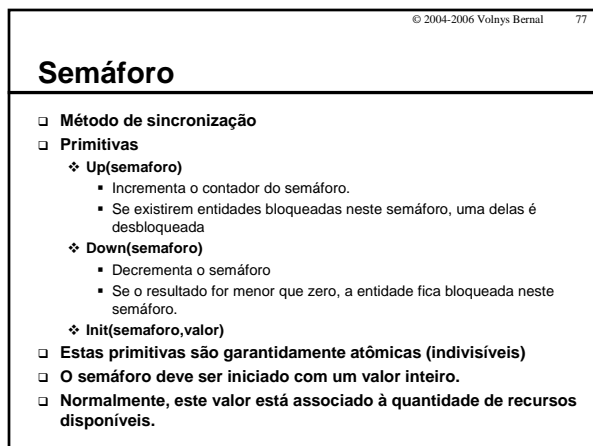 © 2004-2006 Volnys Bernal 77
Semáforo
❑ Método de sincronização
❑ Primitivas
❖ Up(semaforo)
▪ Incrementa o contador do semáforo.
▪ Se existirem entidades bloqueadas neste semáforo, uma delas é
desbloqueada
❖ Down(semaforo)
▪ Decrementa o semáforo
▪ Se o resultado for menor que zero, a entidade fica bloqueada neste
semáforo.
❖ Init(semaforo,valor)
❑ Estas primitivas são garantidamente atômicas (indivisíveis)
❑ O semáforo deve ser iniciado com um valor inteiro.
❑ Normalmente, este valor está associado à quantidade de recursos
disponíveis.